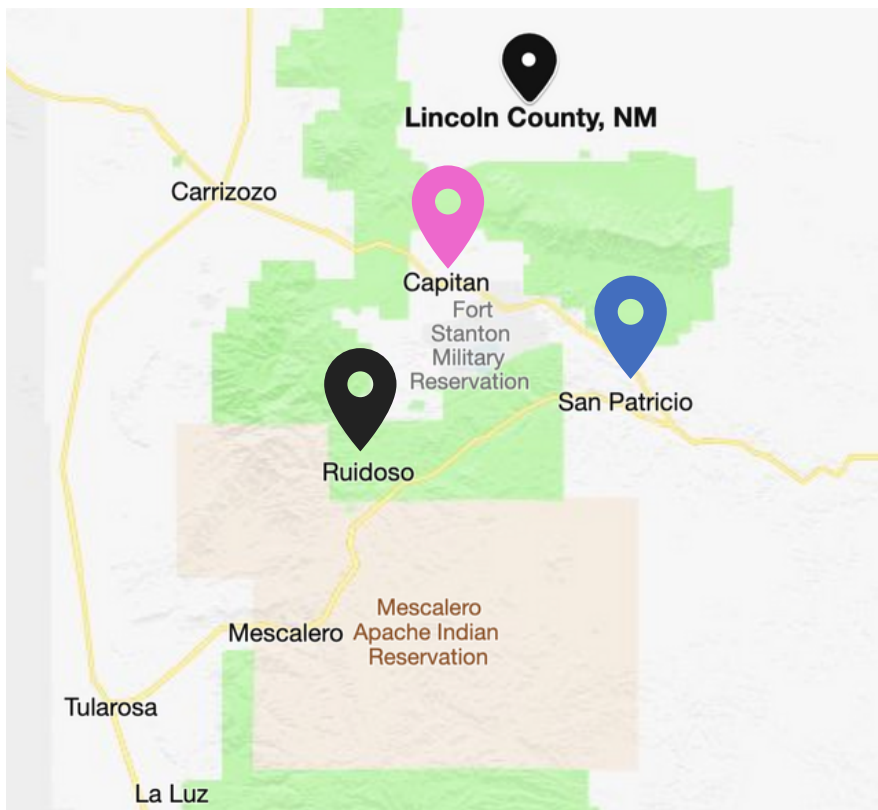 Lincoln County, NM
Carrizozo
Capitan
Fort
Stanton
Military
Reservation
San Patricio
Ruidoso
Mescalero
Apache Indian
Reservation
Mescalero
Tularosa
La Luz